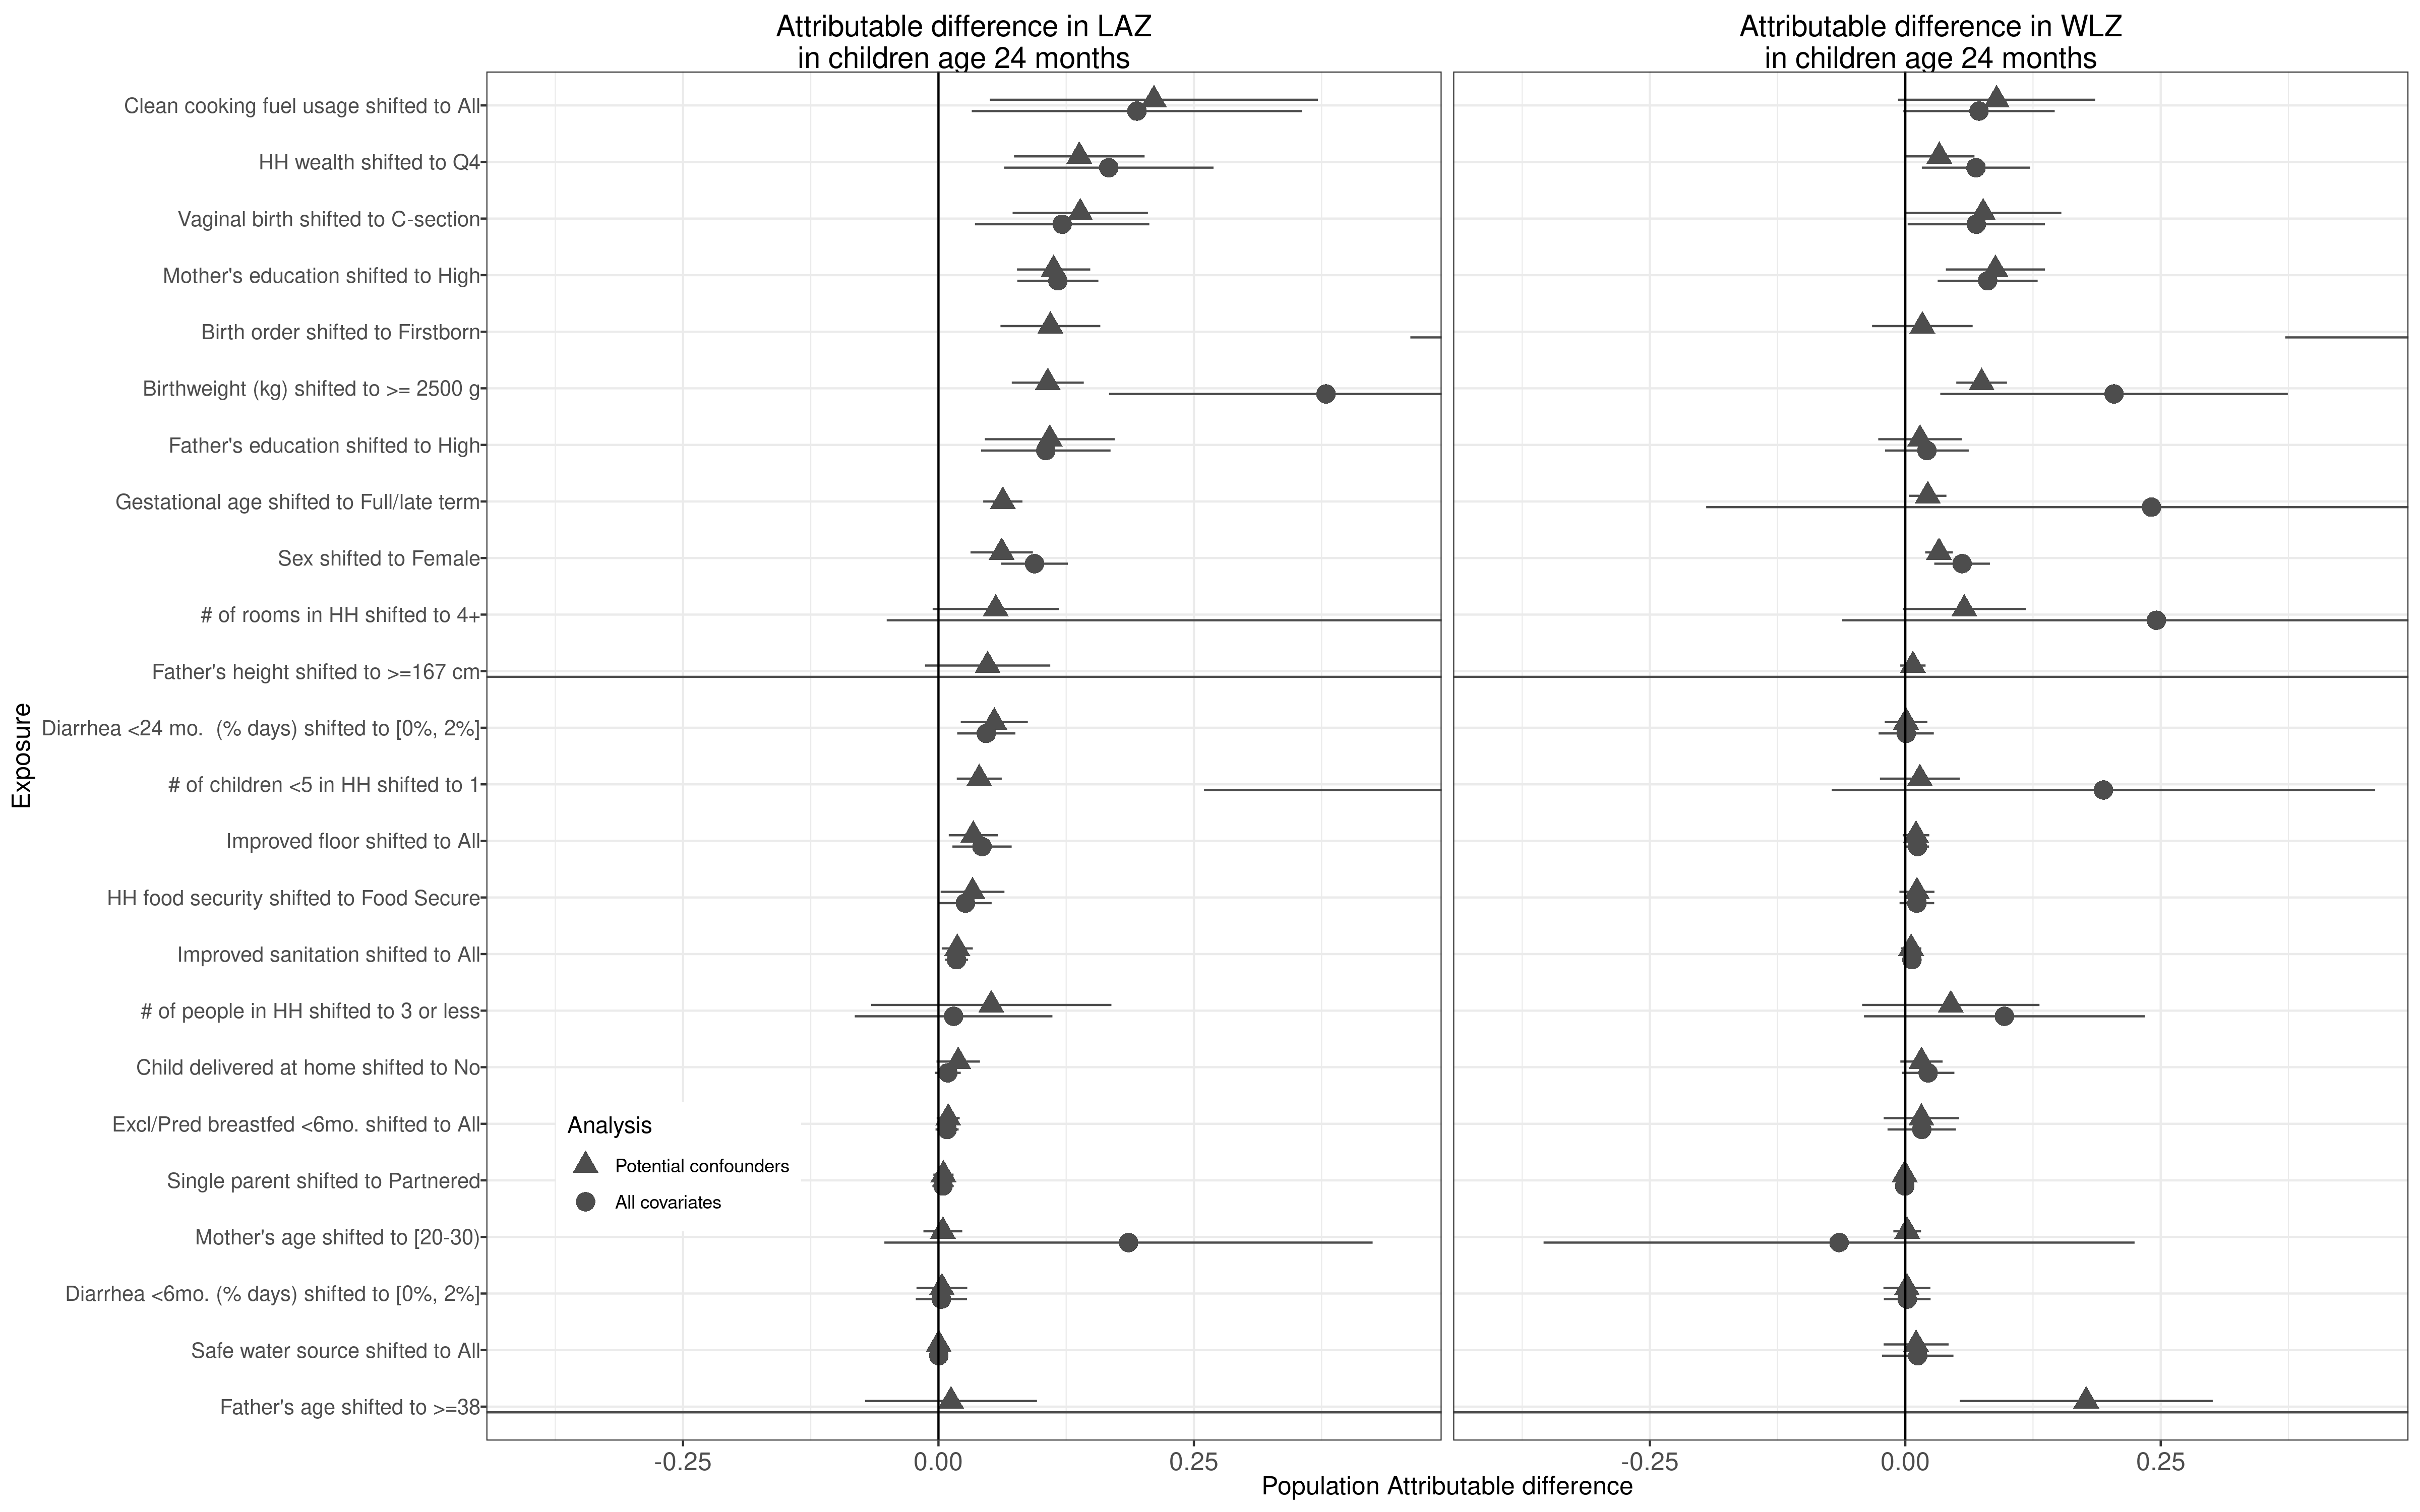 Attributable difference in LAZ
in children age 24 months
Attributable difference in WLZ
in children age 24 months
Exposure
Clean cooking fuel usage shifted to All
HH wealth shifted to Q4
Vaginal birth shifted to C-section
Mother's education shifted to High
Birth order shifted to Firstborn
Birthweight (kg) shifted to >= 2500 g
Father's education shifted to High
Gestational age shifted to Full/late term
Sex shifted to Female
# of rooms in HH shifted to 4+
Father's height shifted to >=167 cm
Diarrhea <24 mo.  (% days) shifted to [0%, 2%]
# of children <5 in HH shifted to 1
Improved floor shifted to All
HH food security shifted to Food Secure
Improved sanitation shifted to All
# of people in HH shifted to 3 or less
Child delivered at home shifted to No
Excl/Pred breastfed <6mo. shifted to All
Single parent shifted to Partnered
Mother's age shifted to [20-30)
Diarrhea <6mo. (% days) shifted to [0%, 2%]
Safe water source shifted to All
Father's age shifted to >=38
Analysis
Potential confounders
All covariates
-0.25 0.00 0.25
-0.25 0.00 0.25
Population Attributable difference